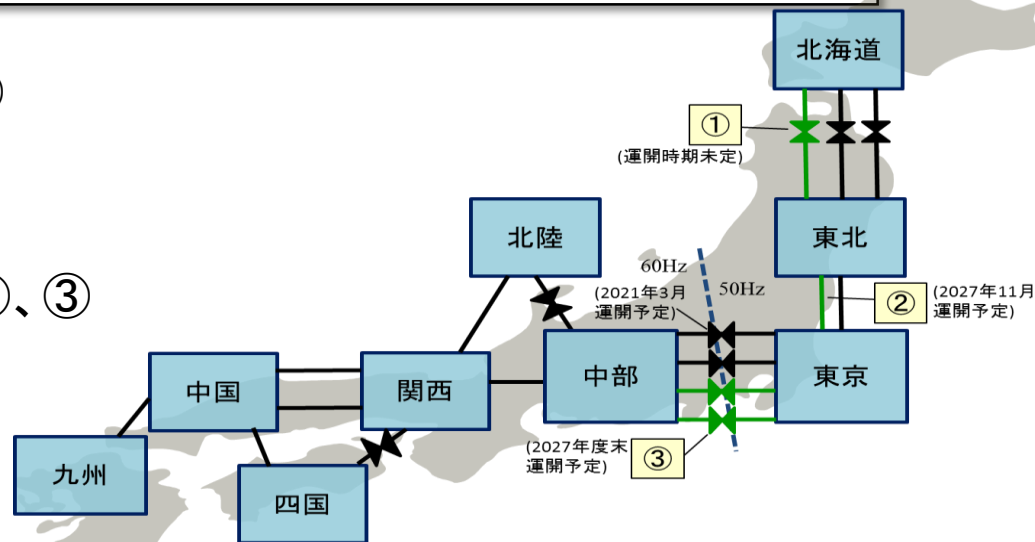 北海道
①
(運開時期未定)
東北
北陸
60Hz
50Hz
(2021年3月
運開予定)
②
(2027年11月
運開予定)
、③
中部
東京
中国
関西
(2027年度末
運開予定)
③
九州
四国